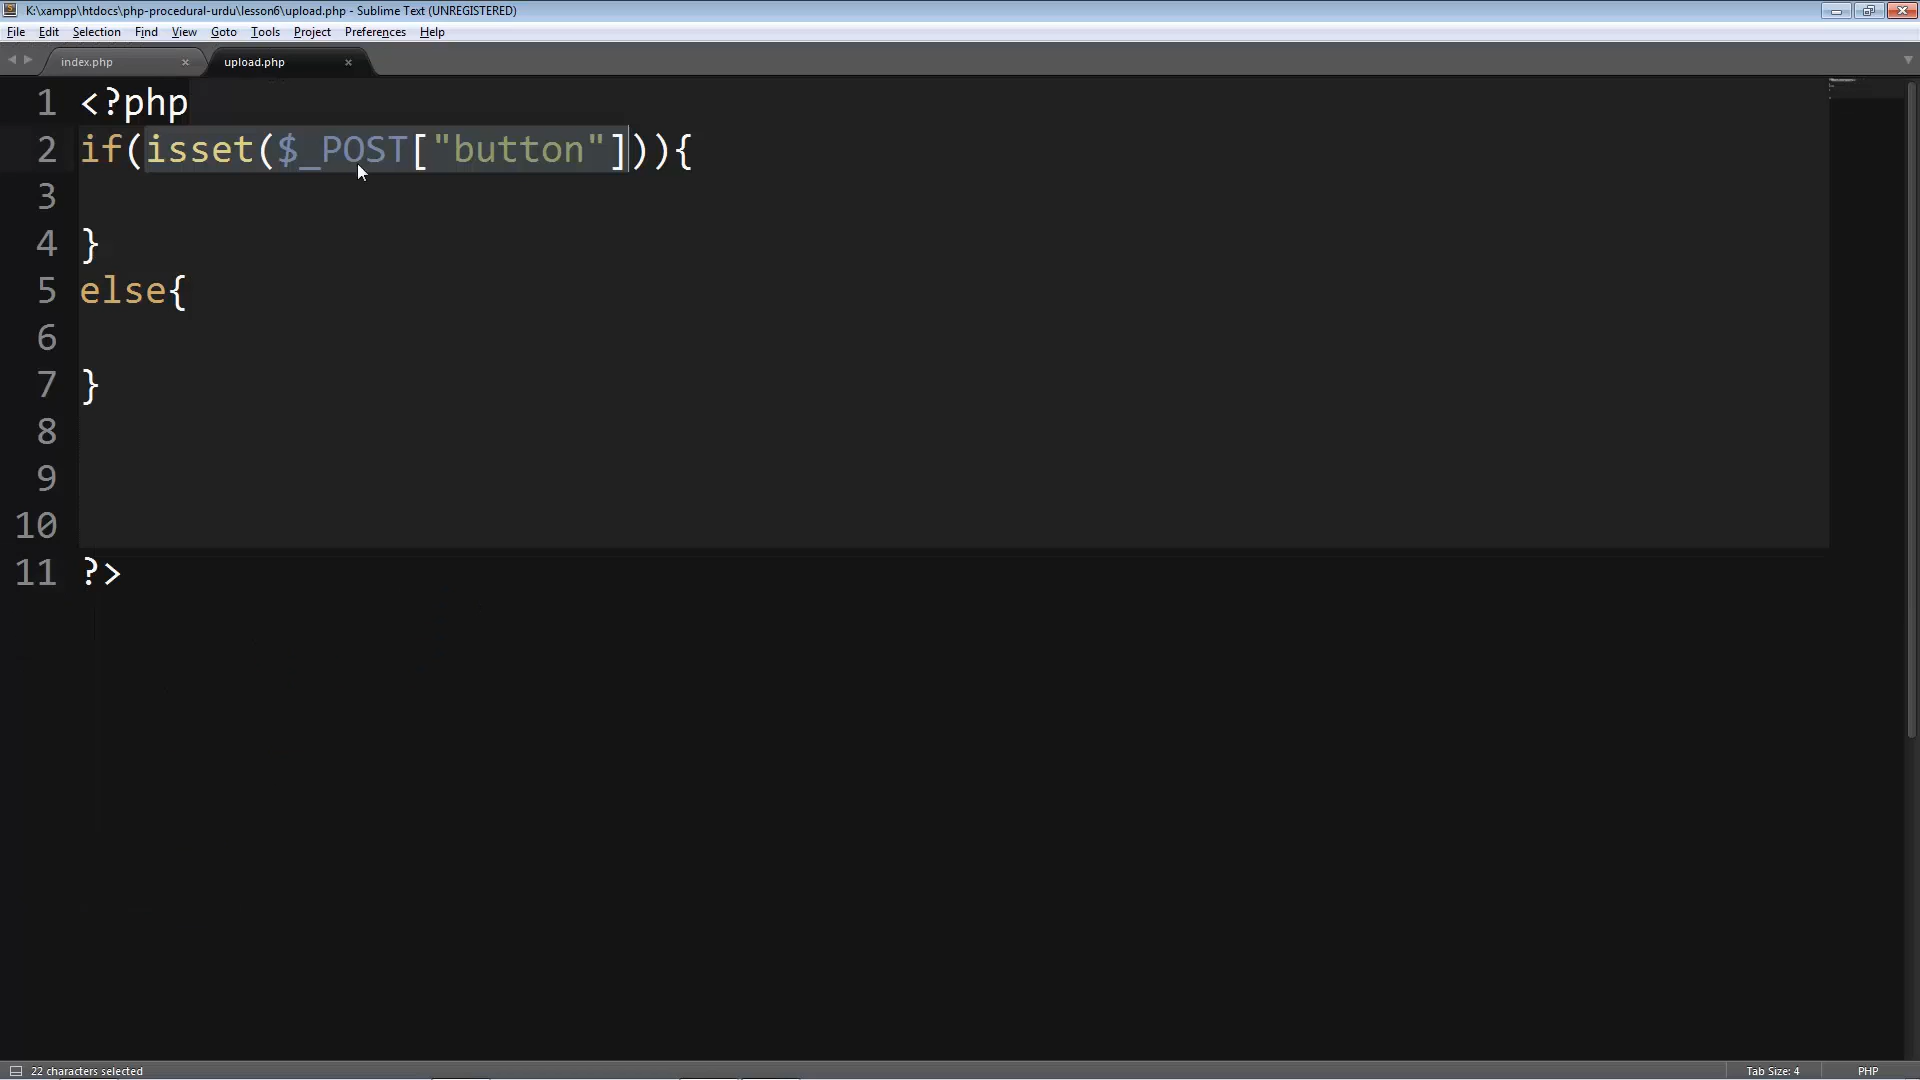 K:\xampp\htdocs\php-procedural-urdu\lesson6\upload.php - Sublime Text (UNREGISTERED)
File Edit Selection Find View Goto Tools Project Preferences Help
index.php × upload.php ×
1 <?php
2 if(isset($_POST["button"])){
3
4 }
5 else{
6
7 }
8
9
10
11 ?>
22 characters selected Tab Size: 4 PHP